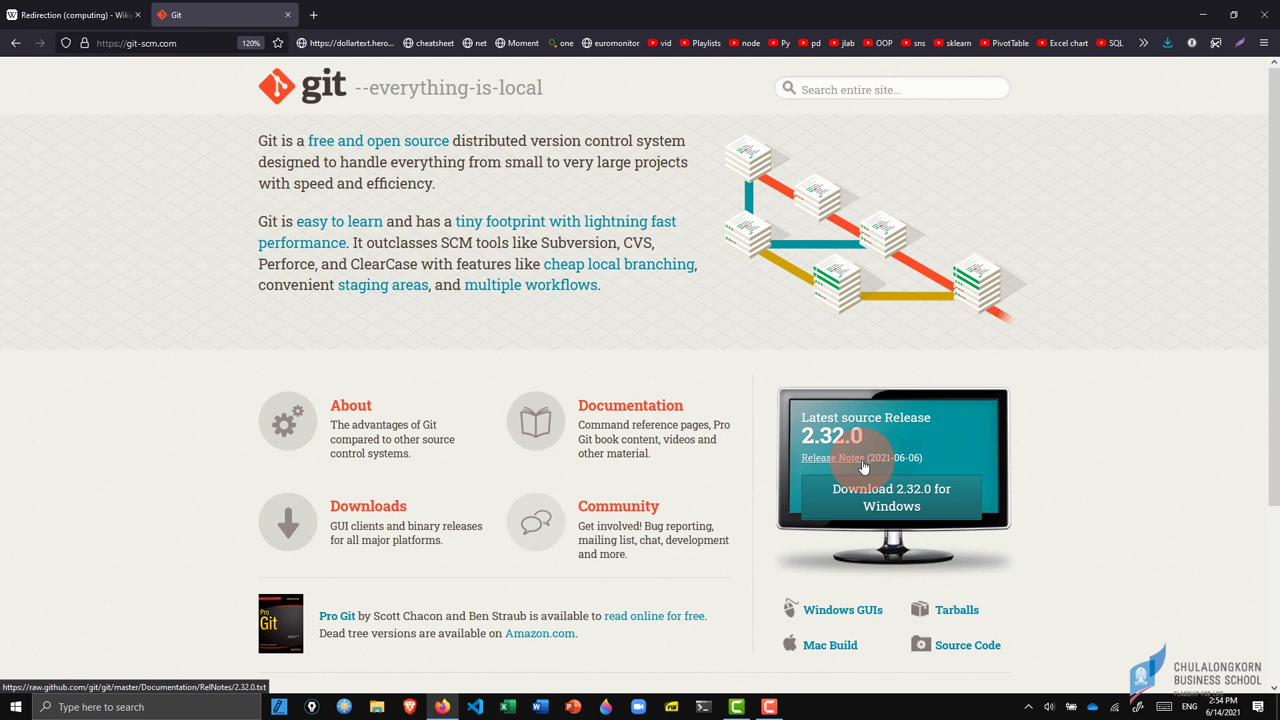 Redirection (computing) - Wiki
Git
https://git-scm.com
120%
https://dollartext.hero...
cheatsheet
net
Moment
one
euromonitor
vid
Playlists
node
Py
pd
jlab
OOP
sns
sklearn
PivotTable
Excel chart
SQL
git --everything-is-local
Search entire site...
Git is a free and open source distributed version control system
designed to handle everything from small to very large projects
with speed and efficiency.
Git is easy to learn and has a tiny footprint with lightning fast
performance. It outclasses SCM tools like Subversion, CVS,
Perforce, and ClearCase with features like cheap local branching,
convenient staging areas, and multiple workflows.
About
The advantages of Git
compared to other source
control systems.
Documentation
Command reference pages, Pro
Git book content, videos and
other material.
Downloads
GUI clients and binary releases
for all major platforms.
Community
Get involved! Bug reporting,
mailing list, chat, development
and more.
Latest source Release
2.32.0
Release Notes (2021-06-06)
Download 2.32.0 for
Windows
Pro
Git
Pro Git by Scott Chacon and Ben Straub is available to read online for free.
Dead tree versions are available on Amazon.com.
Windows GUIs
Tarballs
Mac Build
Source Code
https://raw.github.com/git/git/master/Documentation/RelNotes/2.32.0.txt
CHULALONGKORN
BUSINESS SCHOOL
Type here to search
ENG
2:54 PM
6/14/2021